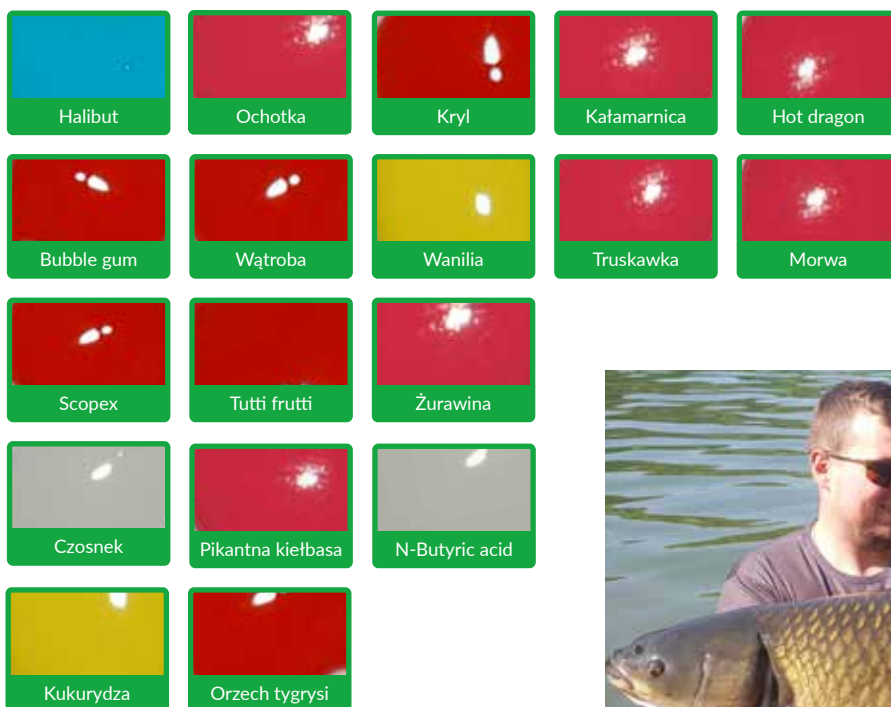 Halibut
Ochotka
Kryl
Kałamarnica
Hot dragon
Bubble gum
Wątroba
Wanilia
Truskawka
Morwa
Scopex
Tutti frutti
Żurawina
Czosnek
Pikantna kiełbasa
N-Butyric acid
Kukurydza
Orzech tygrysi